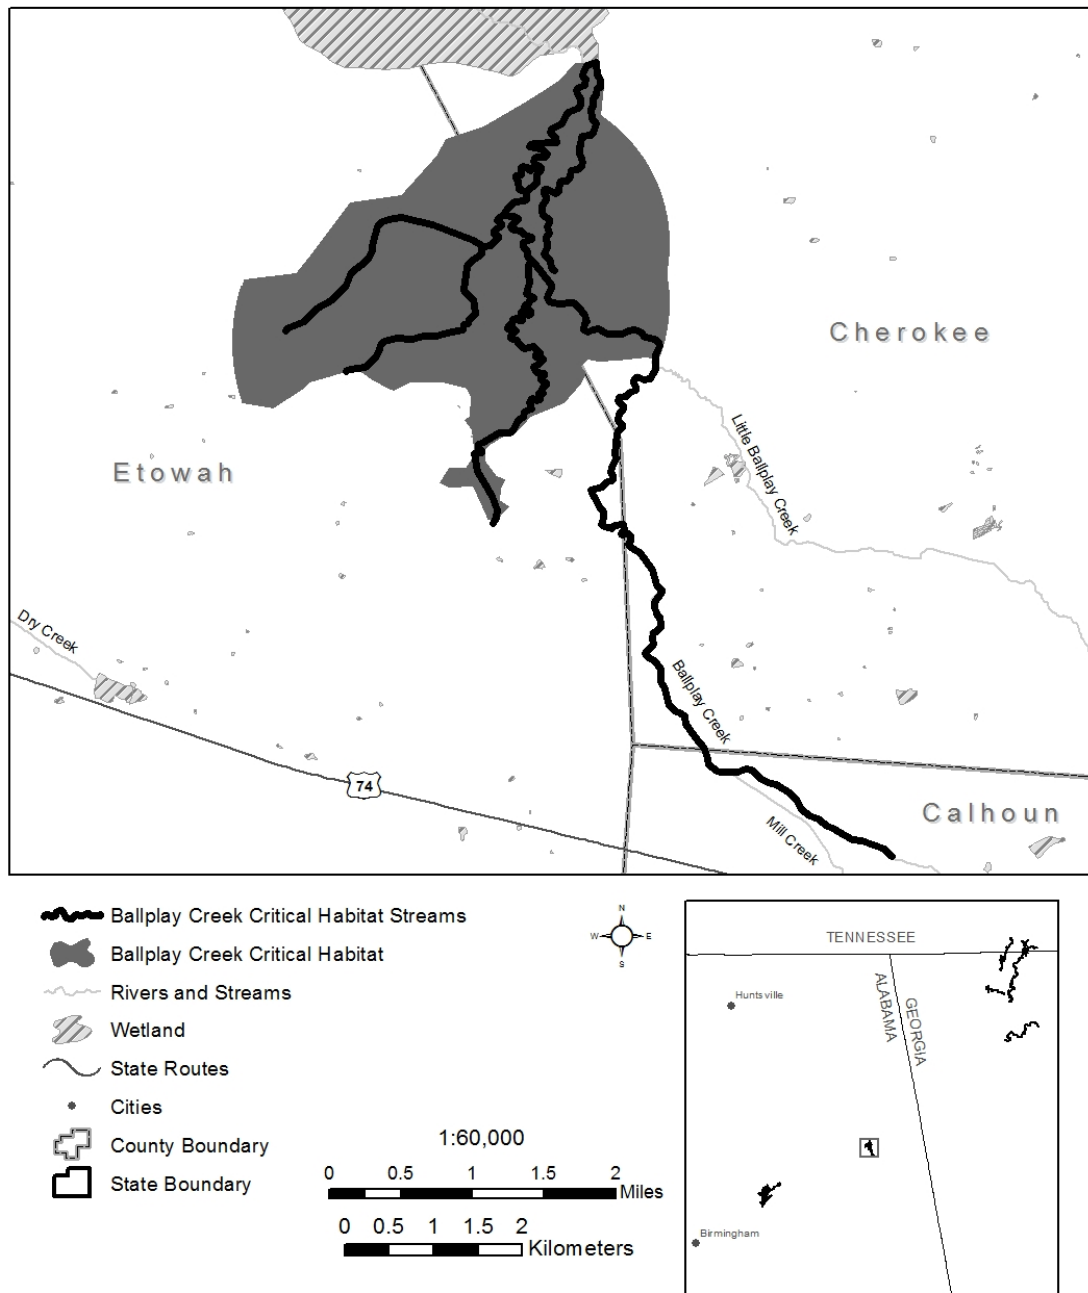 Cherokee
Etowah
Little Ballplay Creek
Dry Creek
Ballplay Creek
74
Calhoun
Mill Creek
Ballplay Creek Critical Habitat Streams
Ballplay Creek Critical Habitat
Rivers and Streams
Wetland
State Routes
Cities
County Boundary
State Boundary
N
W E
S
1:60,000
0 0.5 1 1.5 2
Miles
0 0.5 1 1.5 2
Kilometers
TENNESSEE
Huntsville
ALABAMA
GEORGIA
Birmingham